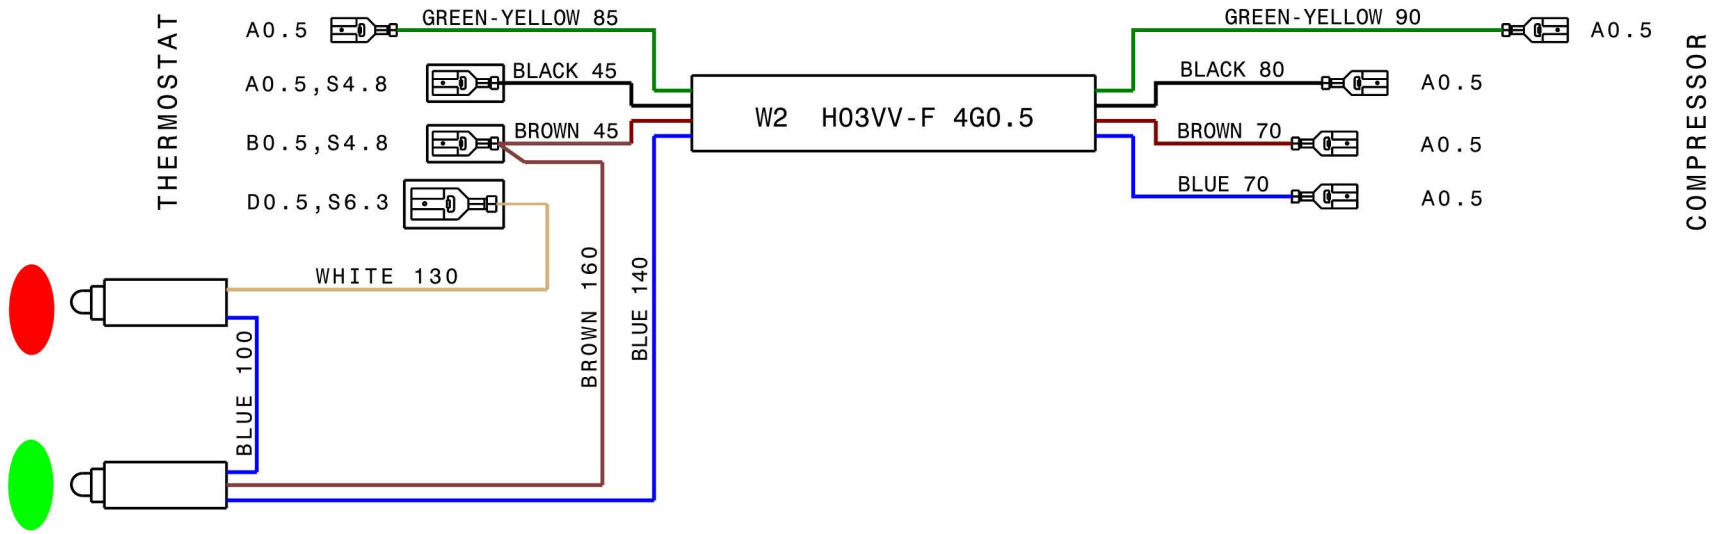 THERMOSTAT
A0.5
GREEN-YELLOW 85
A0.5,S4.8
BLACK 45
B0.5,S4.8
BROWN 45
D0.5,S6.3
WHITE 130
BLUE 100
BROWN 160
BLUE 140
W2 H03VV-F 4G0.5
GREEN-YELLOW 90
A0.5
BLACK 80
A0.5
BROWN 70
A0.5
BLUE 70
A0.5
COMPRESSOR